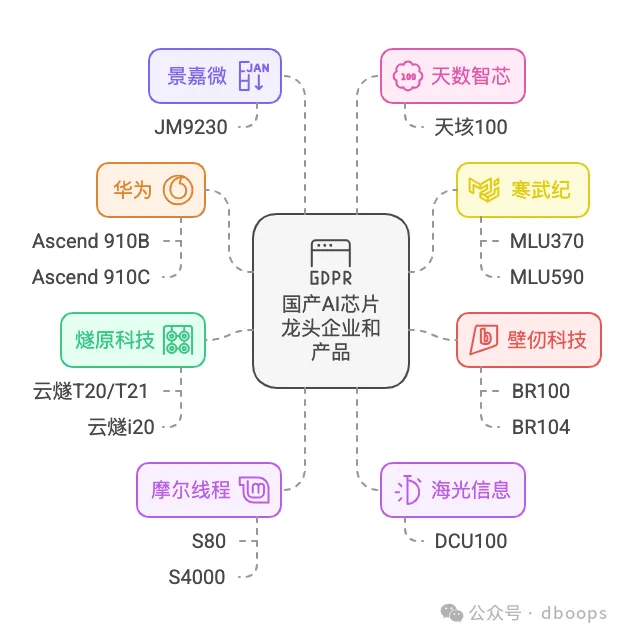 景嘉微
JAN
JM9230
100
天数智芯
天垓100
华为
Ascend 910B
Ascend 910C
寒武纪
MLU370
MLU590
GDPR
国产AI芯片
龙头企业和
产品
燧原科技
云燧T20/T21
云燧i20
b
壁仞科技
BR100
BR104
摩尔线程
m
S80
S4000
海光信息
DCU100
公众号 · dboops